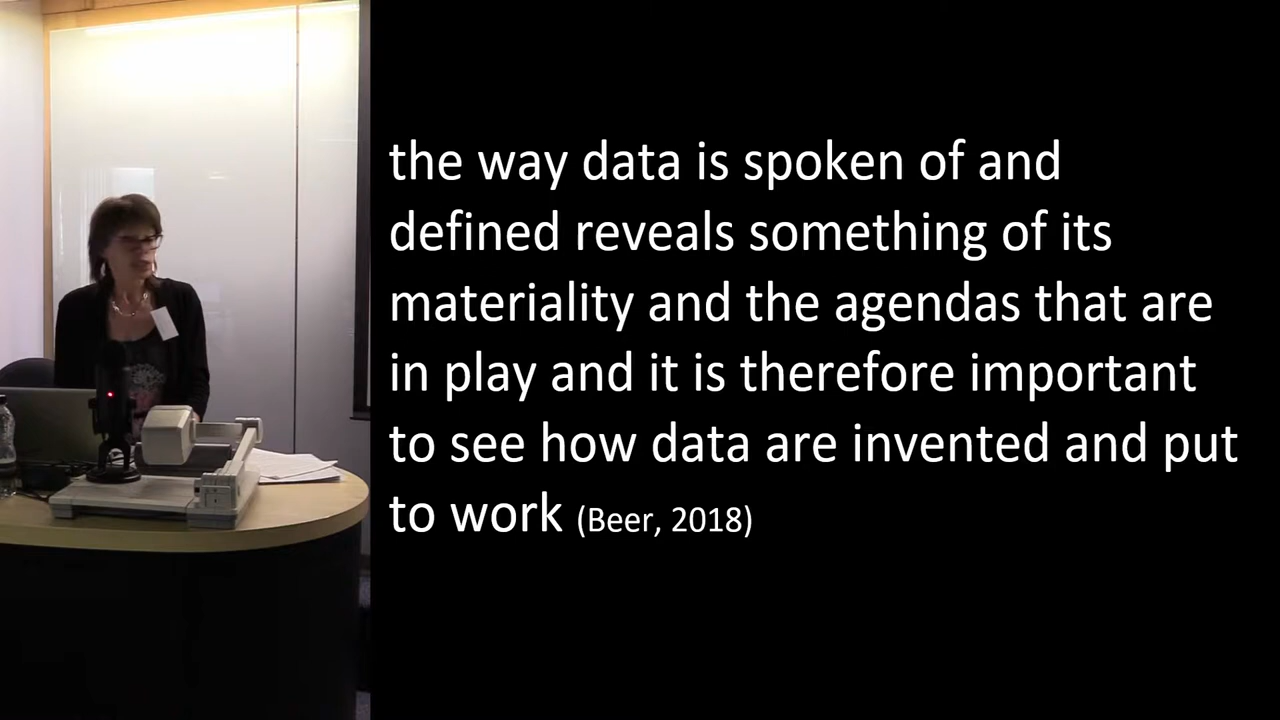 the way data is spoken of and
defined reveals something of its
materiality and the agendas that are
in play and it is therefore important
to see how data are invented and put
to work (Beer, 2018)